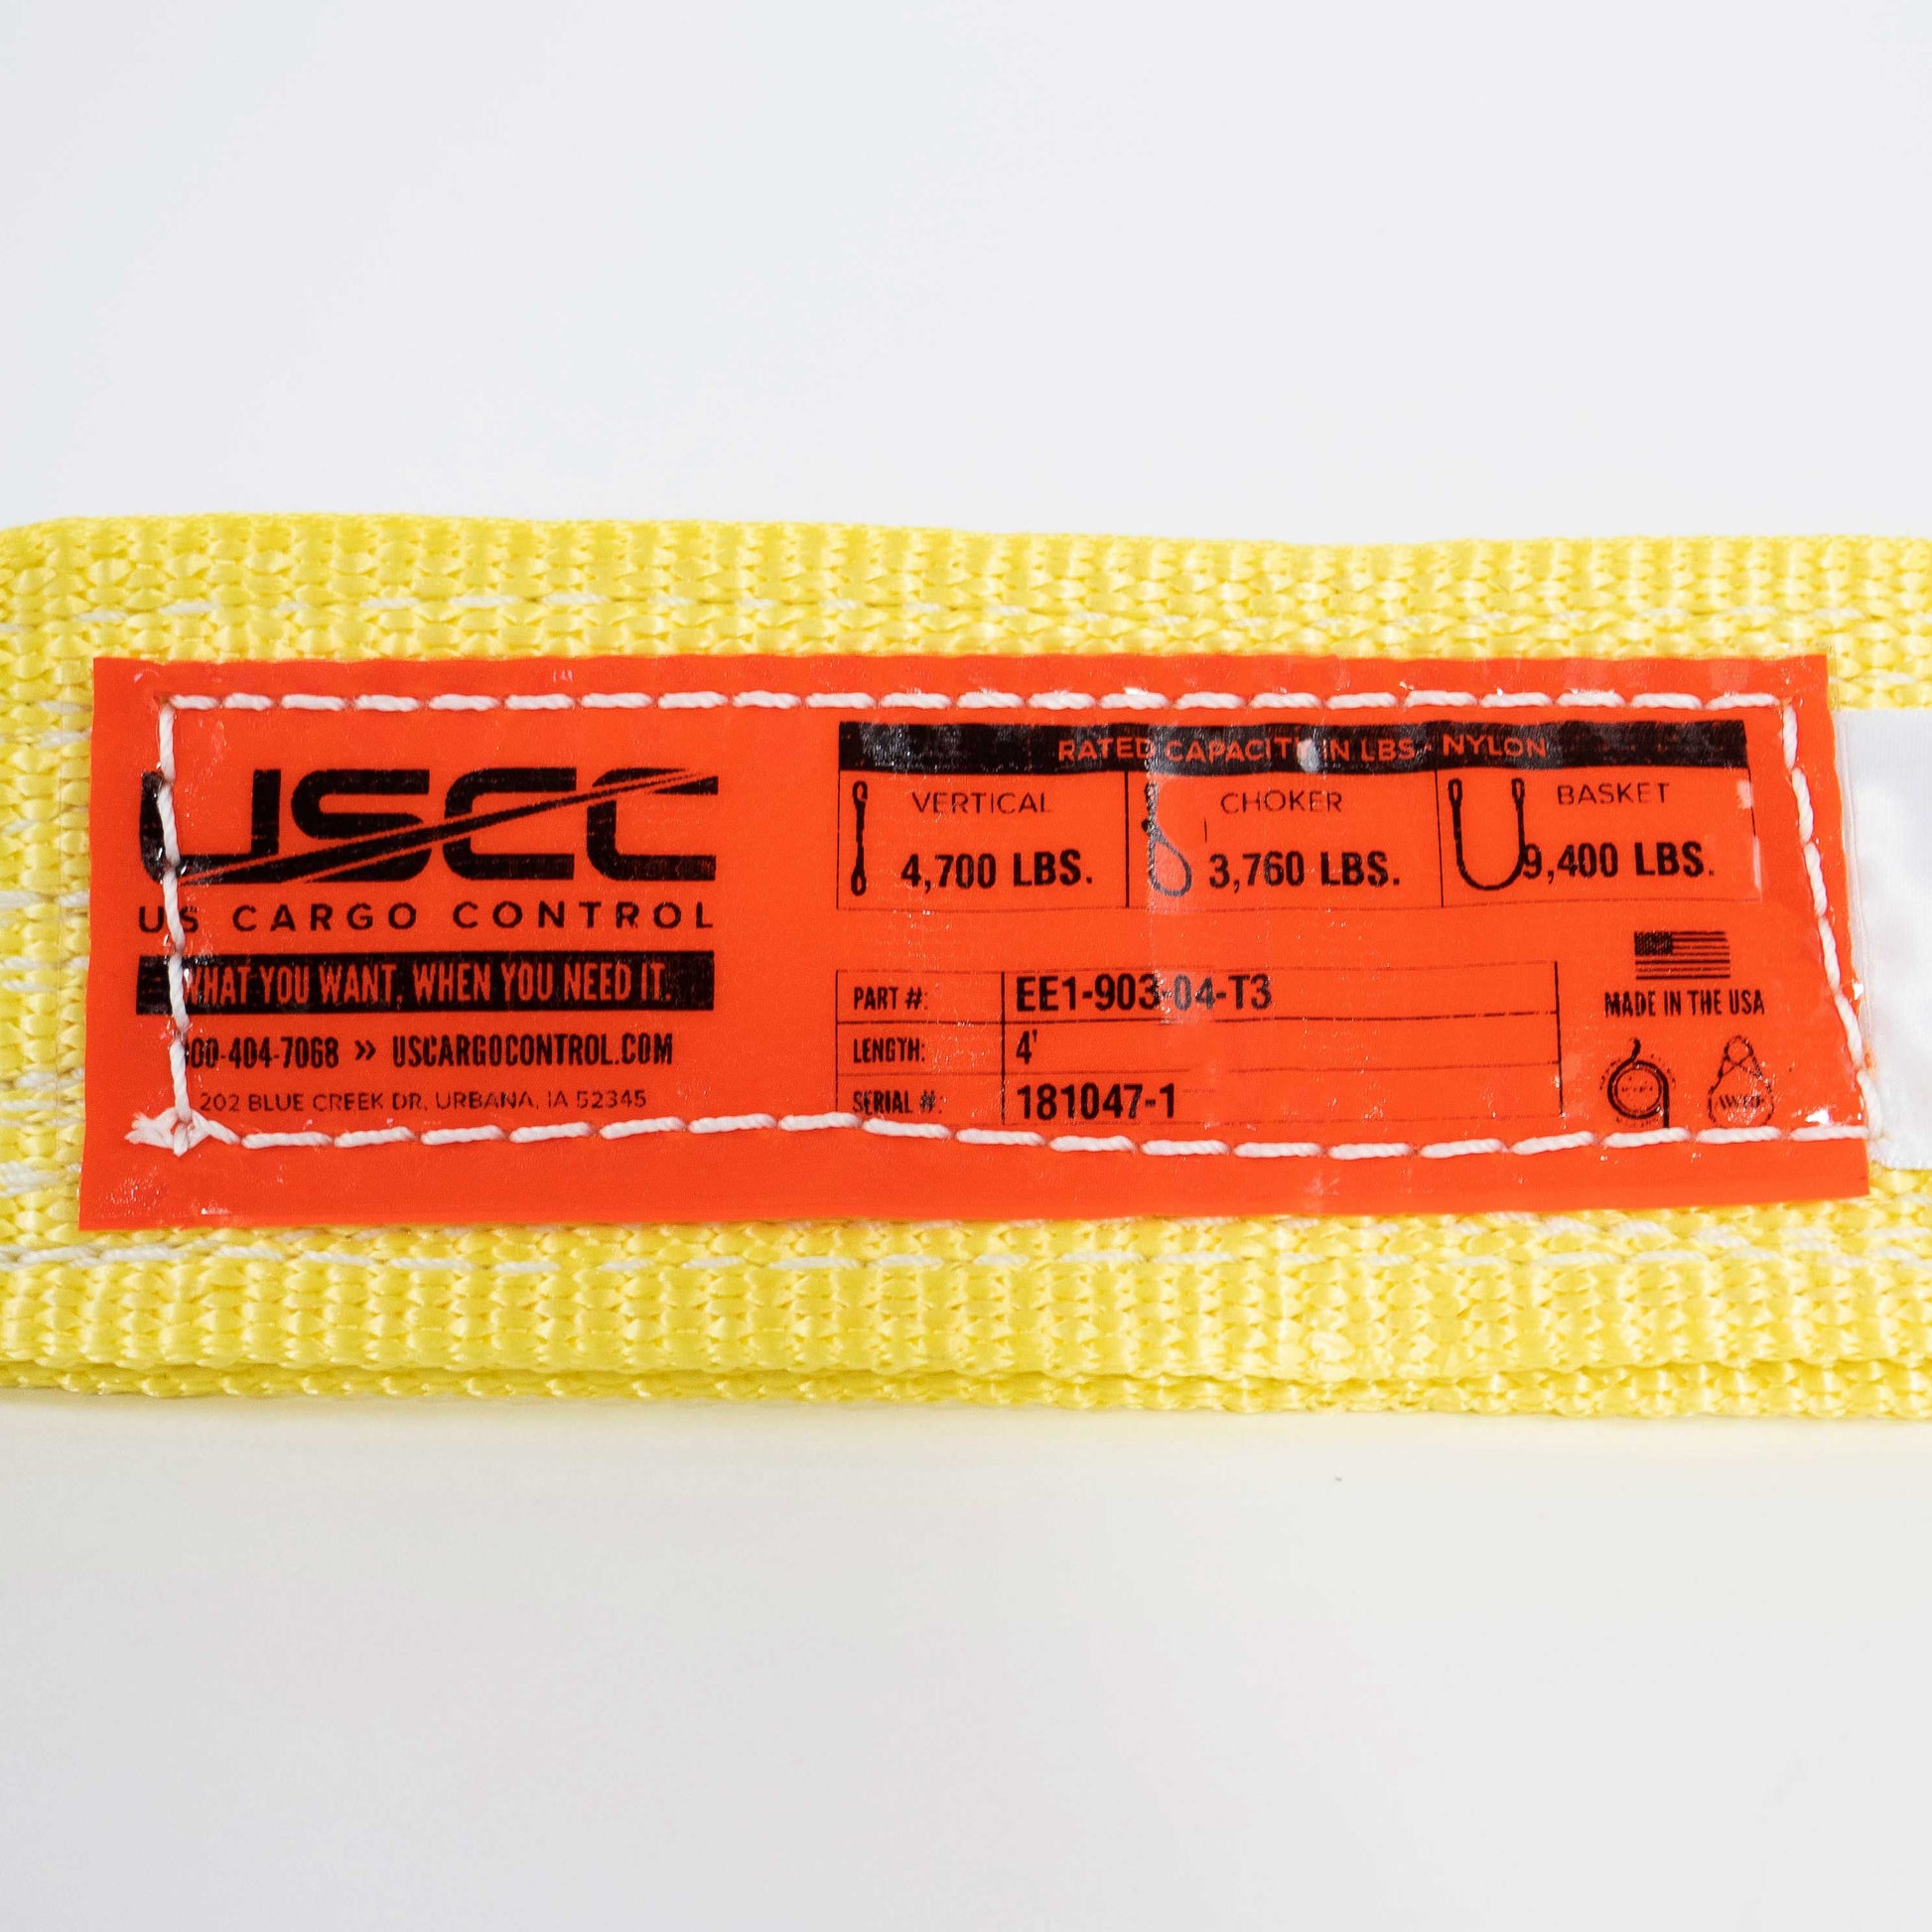 USCC
US CARGO CONTROL
WHAT YOU WANT, WHEN YOU NEED IT.
00-404-7068 » USCARGOCONTROL.COM
202 BLUE CREEK DR, URBANA, IA 52345
RATED CAPACITY IN LBS - NYLON
VERTICAL
4,700 LBS.
CHOKER
3,760 LBS.
BASKET
9,400 LBS.
PART #: EE1-903-04-T3
LENGTH: 4'
SERIAL #: 181047-1
MADE IN THE USA